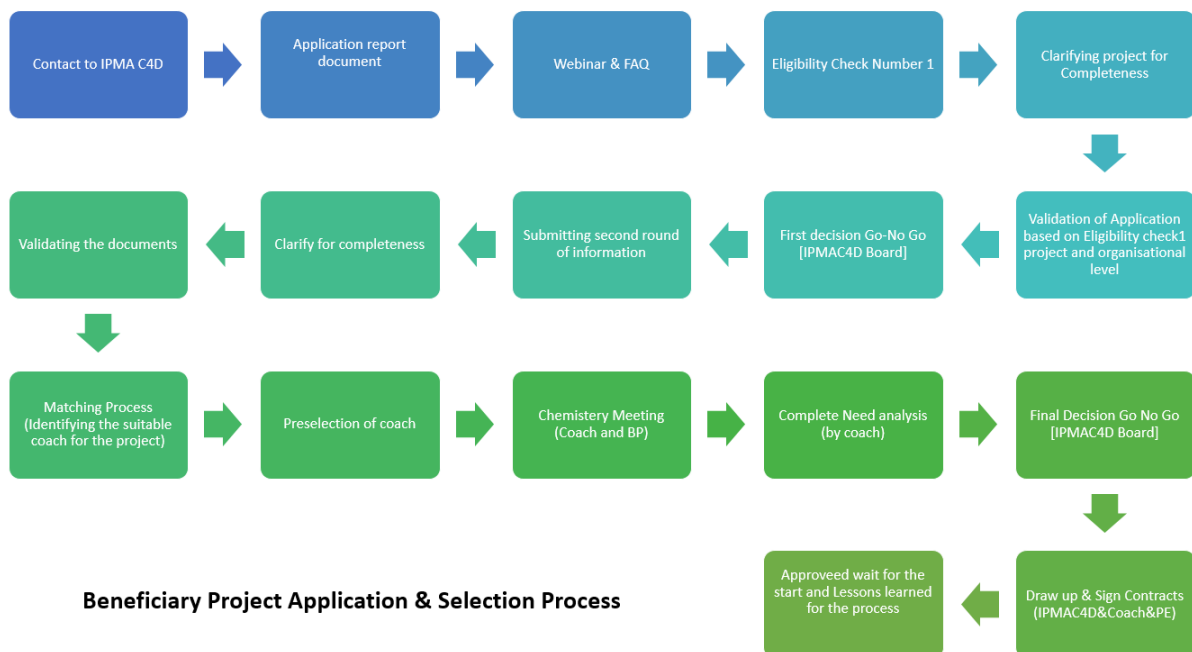 Contact to IPMA C4D
Application report
document
Webinar & FAQ
Eligibility Check Number 1
Clarifying project for
Completeness
Validation of Application
based on Eligibility check1
project and organisational
level
First decision Go-No Go
[IPMAC4D Board]
Submitting second round
of information
Clarify for completeness
Validating the documents
Matching Process
(Identifying the suitable
coach for the project)
Preselection of coach
Chemistery Meeting
(Coach and BP)
Complete Need analysis
(by coach)
Final Decision Go No Go
[IPMAC4D Board]
Draw up & Sign Contracts
(IPMAC4D&Coach&PE)
Approveed wait for the
start and Lessons learned
for the process
Beneficiary Project Application & Selection Process